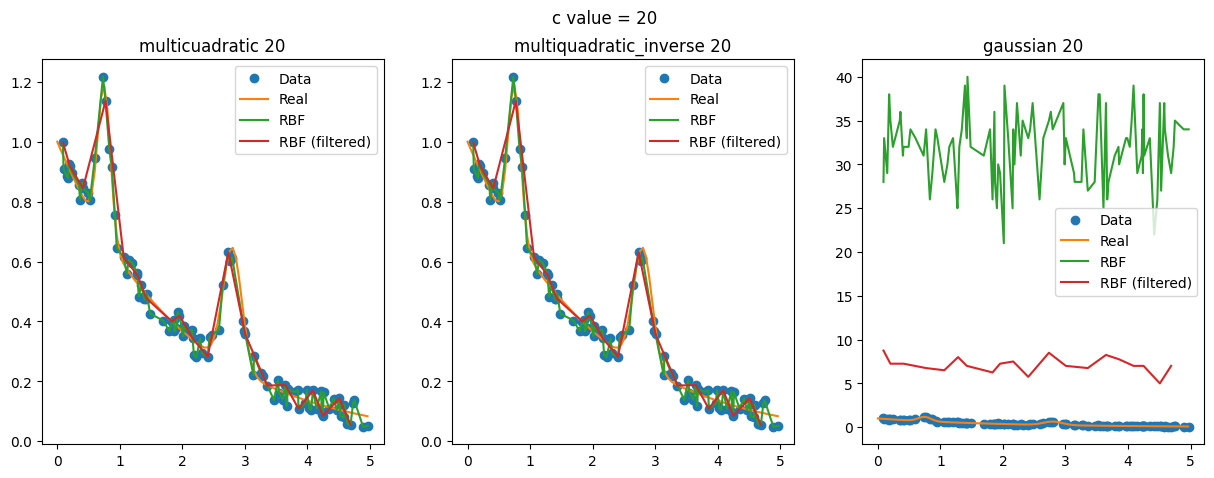 c value = 20
multicuadratic 20
1.2
1.0
0.8
0.6
0.4
0.2
0.0
0 1 2 3 4 5
Data
Real
RBF
RBF (filtered)
multiquadratic_inverse 20
1.2
1.0
0.8
0.6
0.4
0.2
0.0
0 1 2 3 4 5
Data
Real
RBF
RBF (filtered)
gaussian 20
40
35
30
25
20
15
10
5
0
0 1 2 3 4 5
Data
Real
RBF
RBF (filtered)